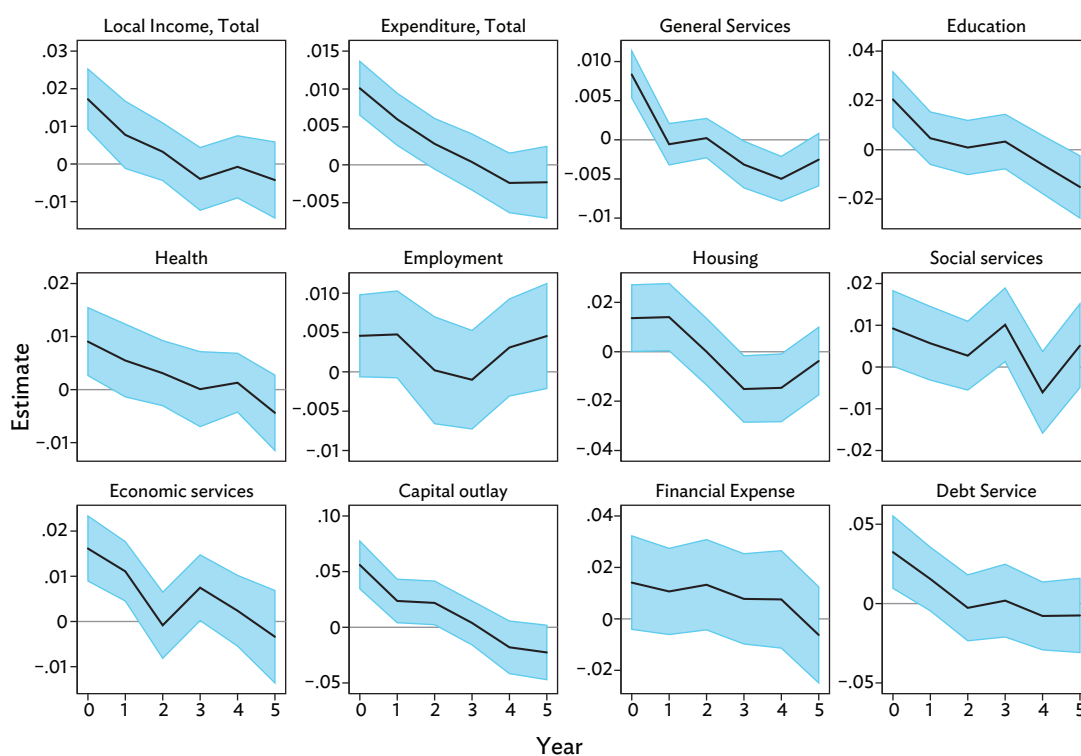 Local Income, Total
Expenditure, Total
General Services
Education
.03
.02
.01
0
−.01
.015
.010
.005
0
−.005
.010
.005
0
−.005
−.01
.04
.02
0
−.02
Health
Employment
Housing
Social services
.02
.01
0
−.01
.010
.005
0
−.005
−.01
.02
0
−.02
−.04
.02
.01
0
−.01
−.02
Estimate
Economic services
Capital outlay
Financial Expense
Debt Service
.02
.01
0
−.01
.10
.05
0
−.05
.04
.02
0
−.02
.05
0
−.05
0 1 2 3 4 5
0 1 2 3 4 5
0 1 2 3 4 5
0 1 2 3 4 5
Year